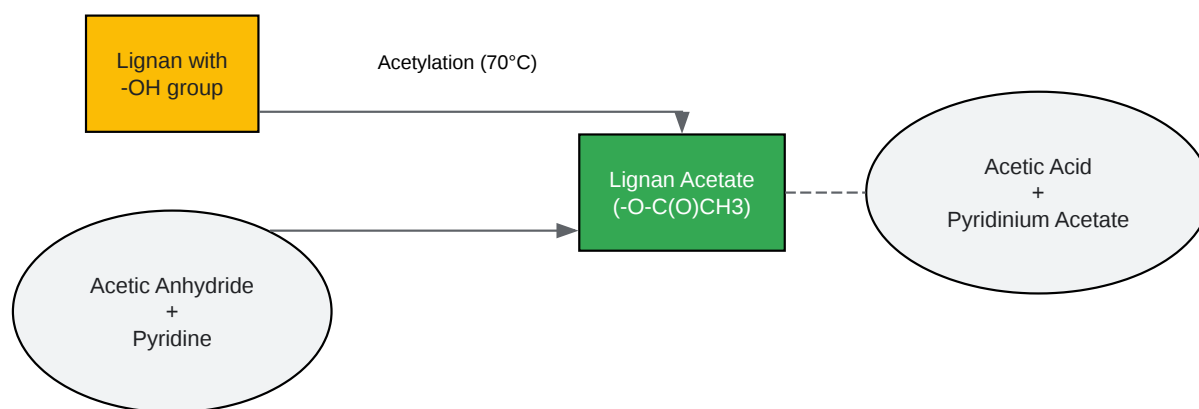 Lignan with
-OH group
Acetylation (70°C)
Lignan Acetate
(-O-C(O)CH3)
Acetic Acid
+
Pyridinium Acetate
Acetic Anhydride
+
Pyridine